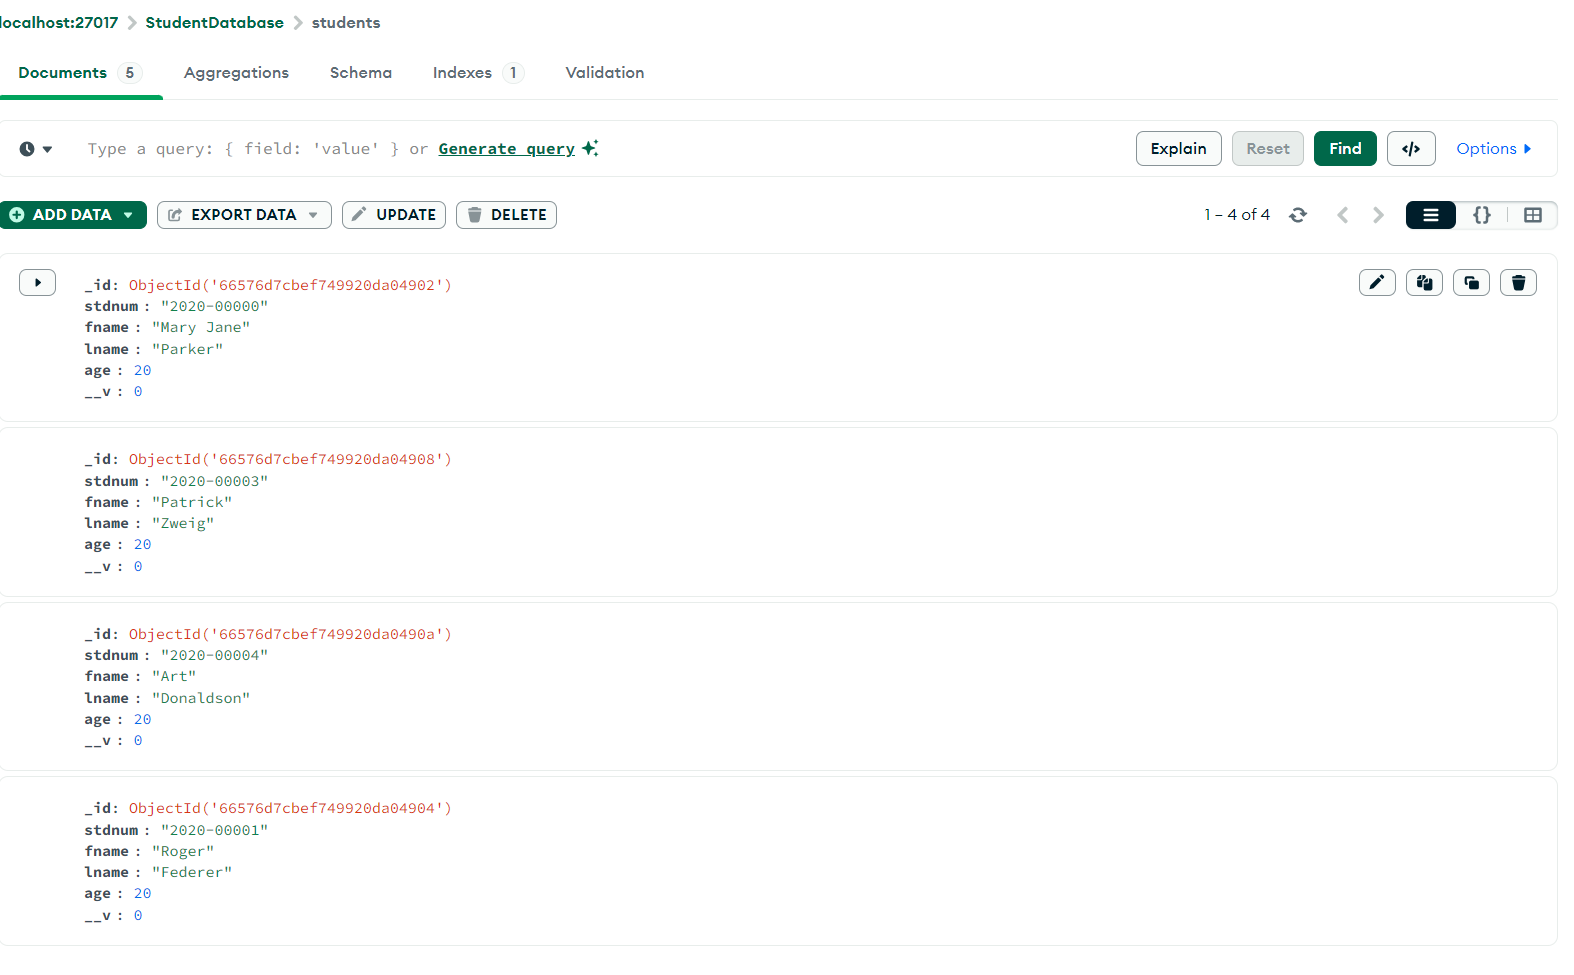 localhost:27017 > StudentDatabase > students
Documents 5 Aggregations Schema Indexes 1 Validation
Type a query: { field: 'value' } or Generate query Explain Reset Find </> Options
ADD DATA EXPORT DATA UPDATE DELETE 1 – 4 of 4 {}
_id: ObjectId('66576d7cbef749920da04902')
stdnum : "2020-00000"
fname : "Mary Jane"
lname : "Parker"
age : 20
__v : 0
_id: ObjectId('66576d7cbef749920da04908')
stdnum : "2020-00003"
fname : "Patrick"
lname : "Zweig"
age : 20
__v : 0
_id: ObjectId('66576d7cbef749920da0490a')
stdnum : "2020-00004"
fname : "Art"
lname : "Donaldson"
age : 20
__v : 0
_id: ObjectId('66576d7cbef749920da04904')
stdnum : "2020-00001"
fname : "Roger"
lname : "Federer"
age : 20
__v : 0